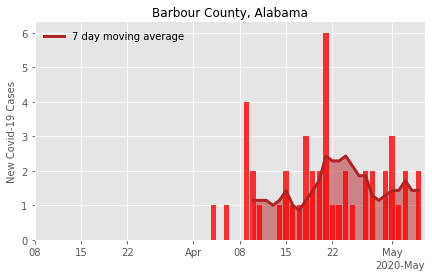 Barbour County, Alabama
7 day moving average
New Covid-19 Cases
6
5
4
3
2
1
0
08 15 22 Apr 08 15 22 May
2020-May